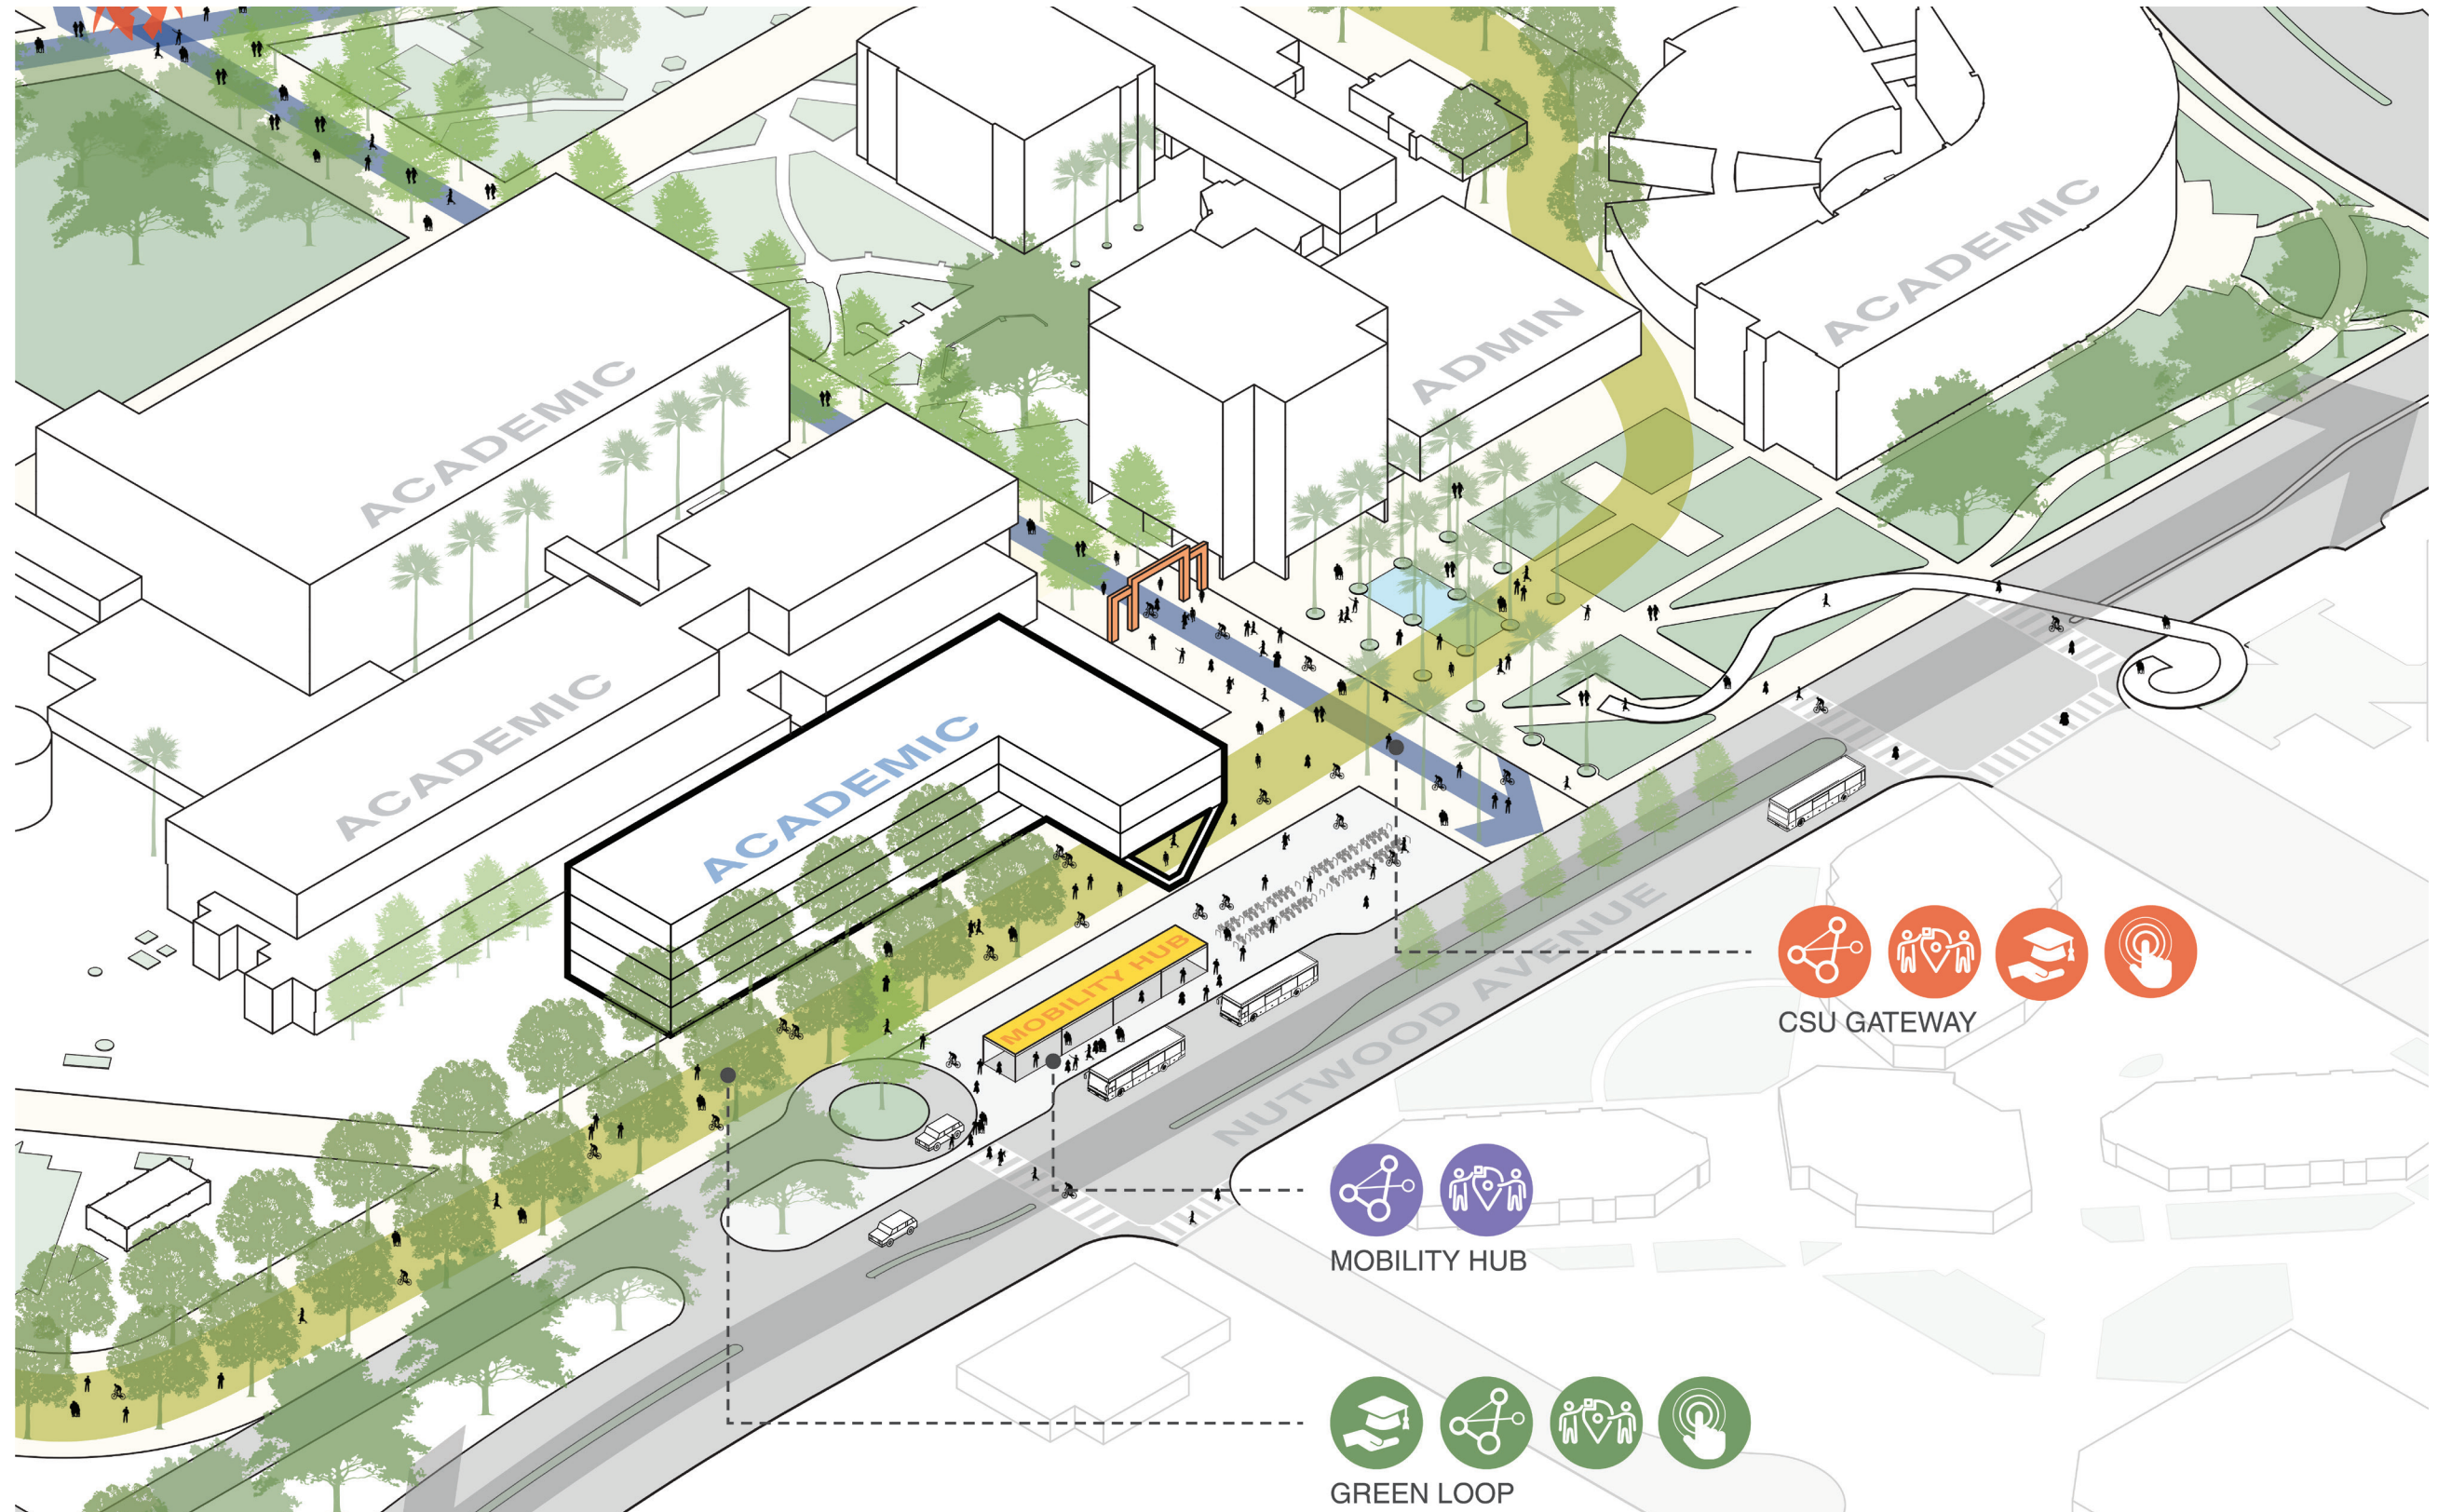 ACADEMIC
ADMIN
ACADEMIC
ACADEMIC
ACADEMIC
MOBILITY HUB
NUTWOOD AVENUE
CSU GATEWAY
MOBILITY HUB
GREEN LOOP